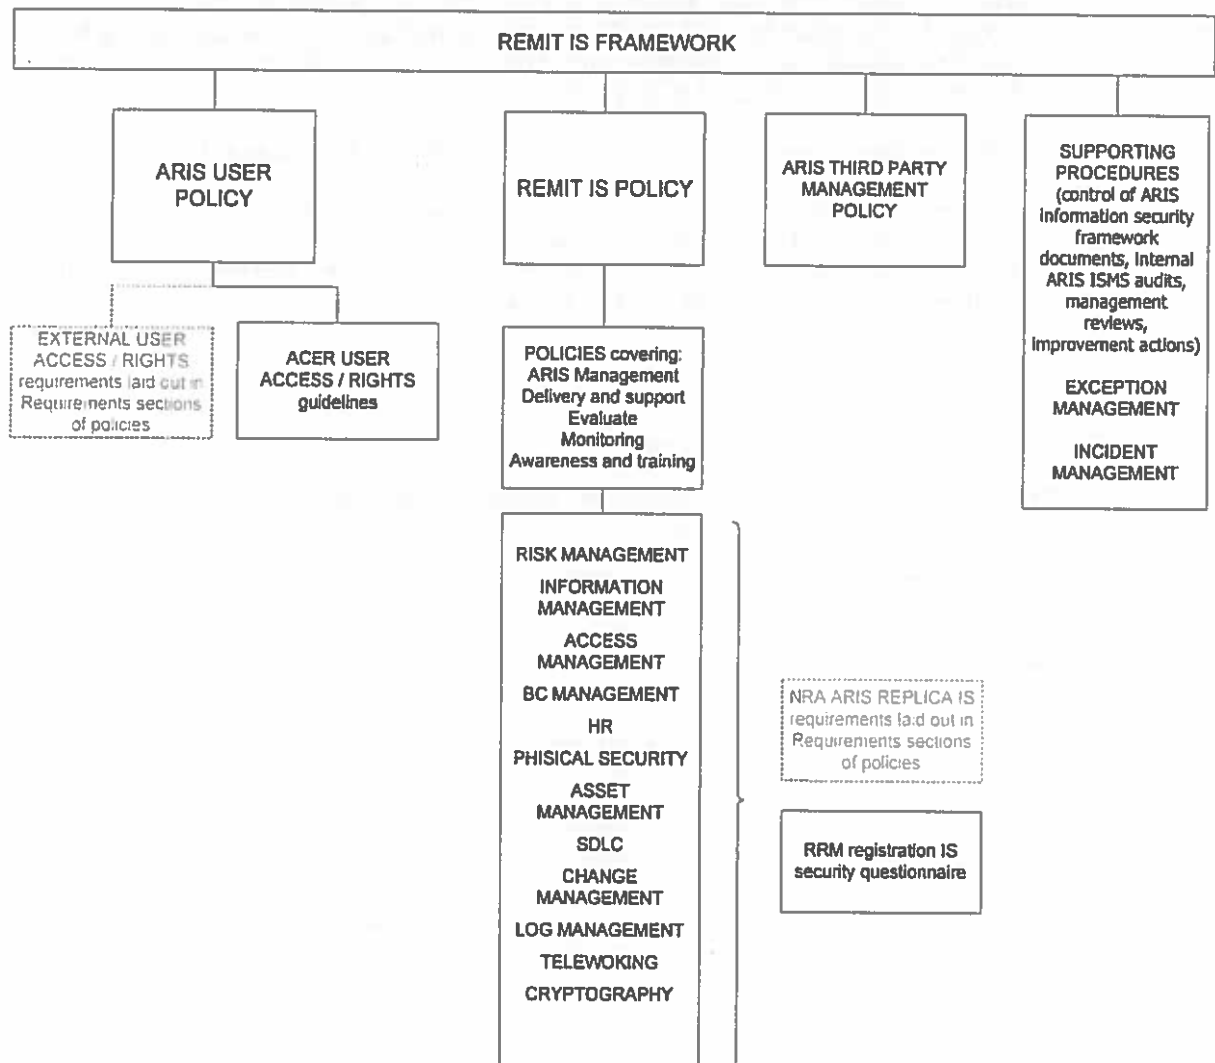 REMIT IS FRAMEWORK
ARIS USER
POLICY
REMIT IS POLICY
ARIS THIRD PARTY
MANAGEMENT
POLICY
SUPPORTING
PROCEDURES
(control of ARIS
information security
framework
documents, internal
ARIS ISMS audits,
management
reviews,
improvement actions)
EXCEPTION
MANAGEMENT
INCIDENT
MANAGEMENT
EXTERNAL USER
ACCESS / RIGHTS
requirements laid out in
Requirements sections
of policies
ACER USER
ACCESS / RIGHTS
guidelines
POLICIES covering:
ARIS Management
Delivery and support
Evaluate
Monitoring
Awareness and training
RISK MANAGEMENT
INFORMATION
MANAGEMENT
ACCESS
MANAGEMENT
BC MANAGEMENT
HR
PHISICAL SECURITY
ASSET
MANAGEMENT
SDLC
CHANGE
MANAGEMENT
LOG MANAGEMENT
TELEWOKING
CRYPTOGRAPHY
NRA ARIS REPLICA IS
requirements laid out in
Requirements sections
of policies
RRM registration IS
security questionnaire